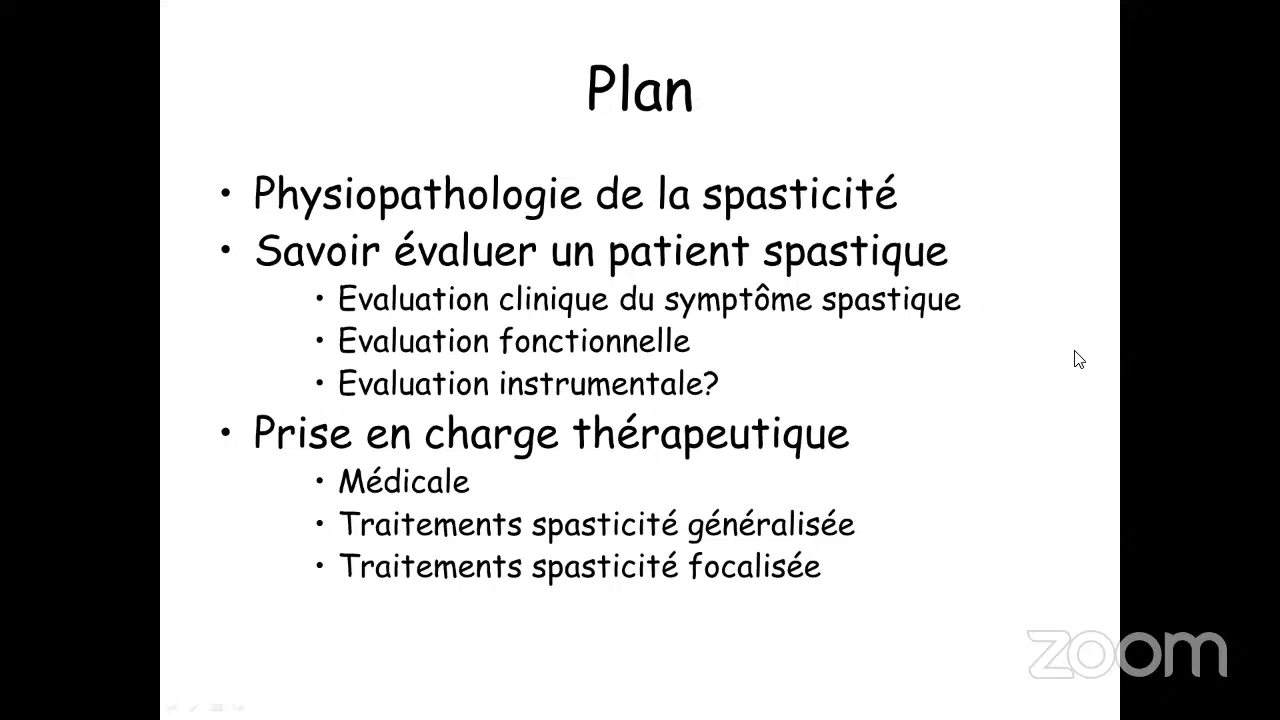 Plan
• Physiopathologie de la spasticité
• Savoir évaluer un patient spastique
• Evaluation clinique du symptôme spastique
• Evaluation fonctionnelle
• Evaluation instrumentale?
• Prise en charge thérapeutique
• Médicale
• Traitements spasticité généralisée
• Traitements spasticité focalisée
zoom